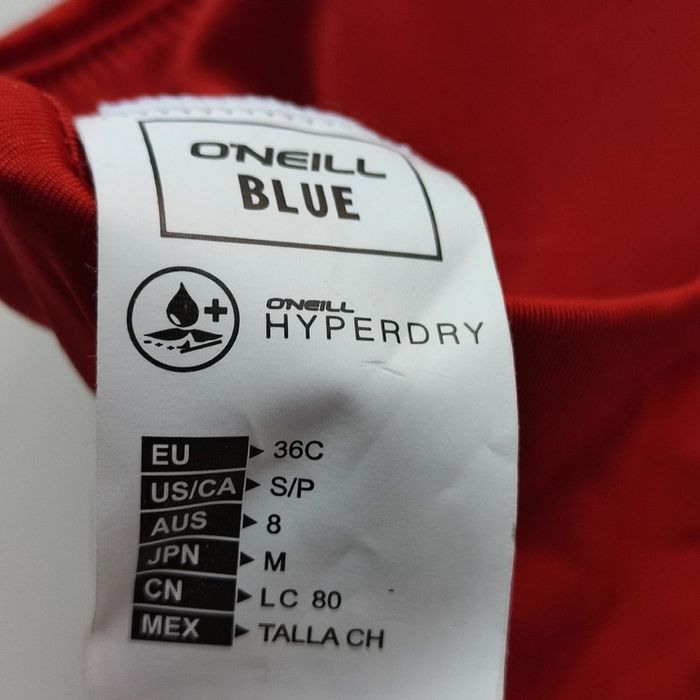 O'NEILL
BLUE
O'NEILL
HYPERDRY
EU 36C
US/CA S/P
AUS 8
JPN M
CN LC 80
MEX TALLA CH